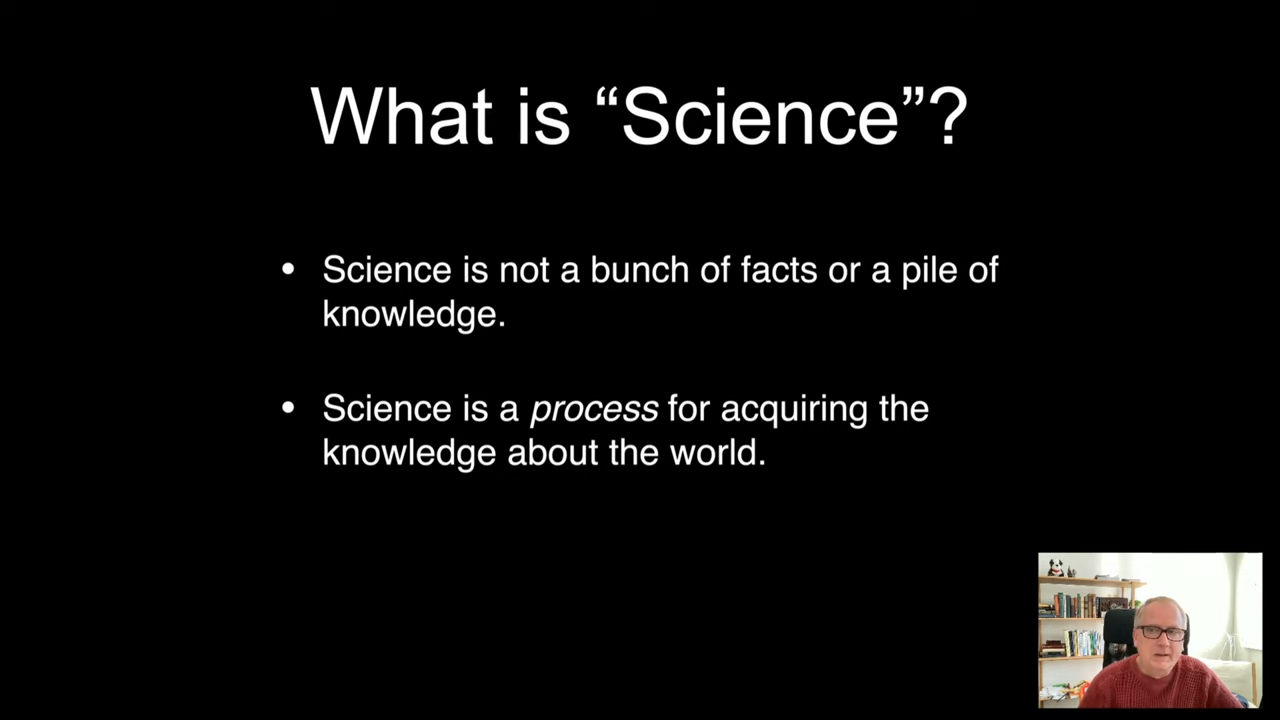 What is “Science”?
• Science is not a bunch of facts or a pile of
knowledge.
• Science is a process for acquiring the
knowledge about the world.